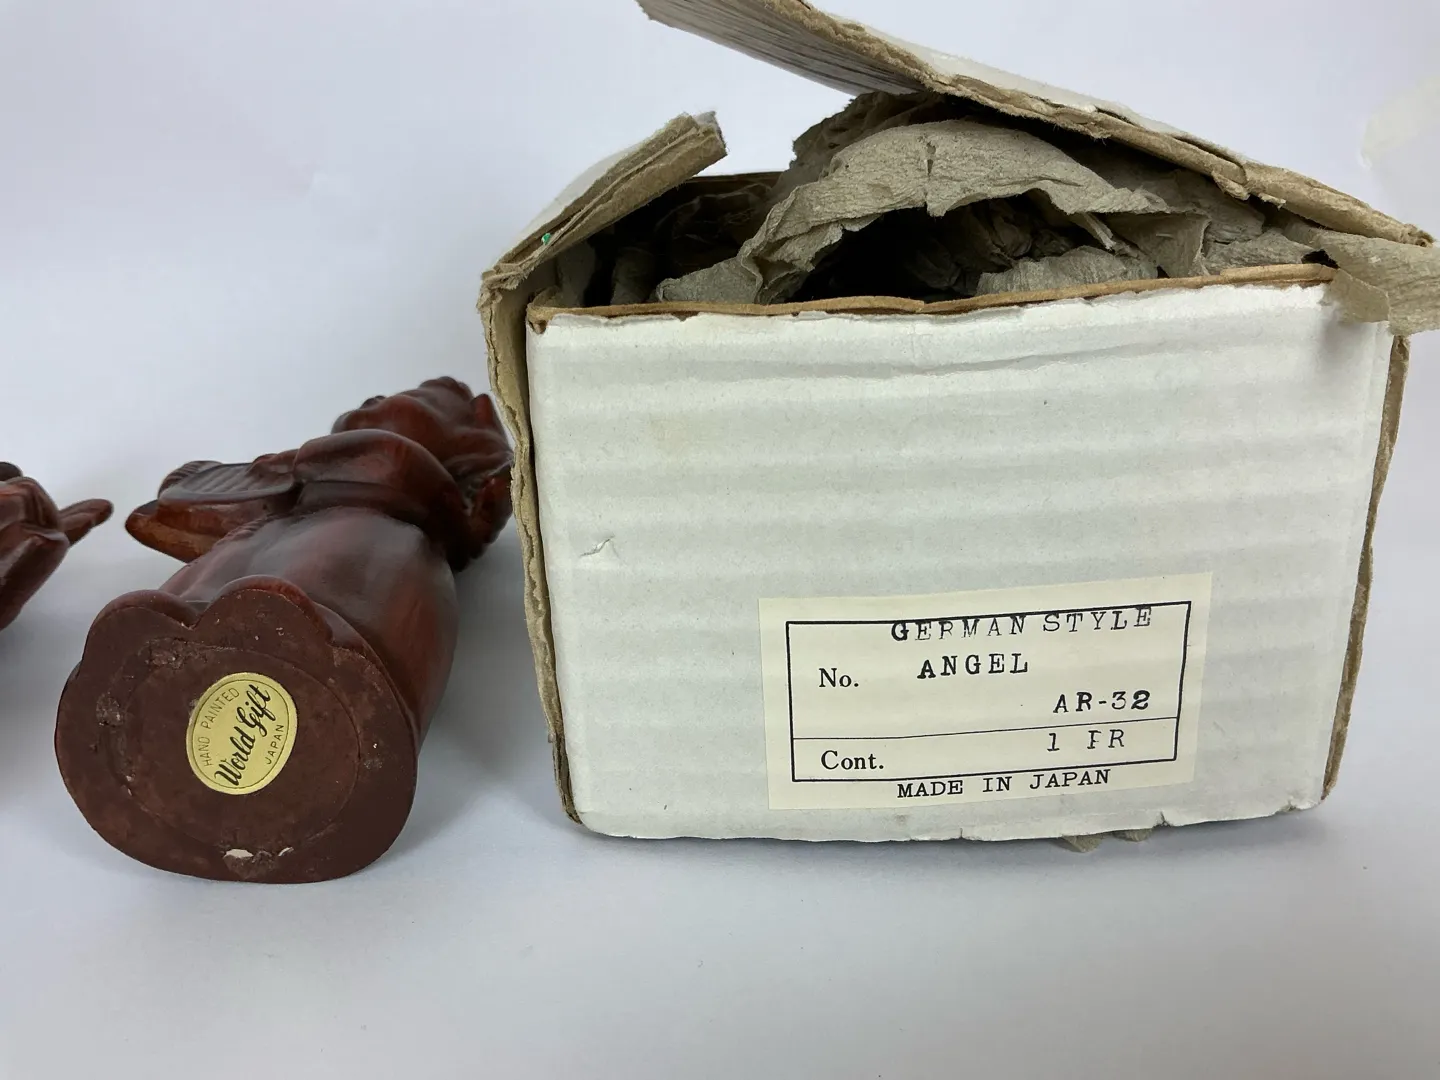 HAND PAINTED
World Gift
JAPAN
GERMAN STYLE
No. ANGEL
AR-32
Cont. 1 PR
MADE IN JAPAN